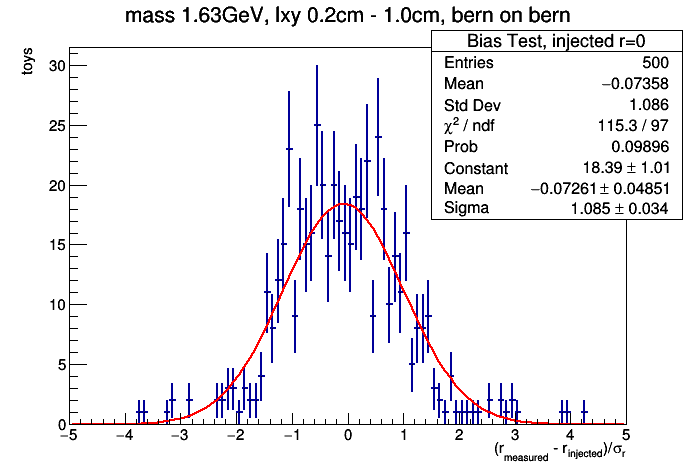 mass 1.63GeV, lxy 0.2cm - 1.0cm, bern on bern
Bias Test, injected r=0
Entries 500
Mean −0.07358
Std Dev 1.086
χ² / ndf 115.3 / 97
Prob 0.09896
Constant 18.39 ± 1.01
Mean −0.07261 ± 0.04851
Sigma 1.085 ± 0.034
toys
30
25
20
15
10
5
0
−5 −4 −3 −2 −1 0 1 2 3 4 5
(r_measured - r_injected)/σ_r